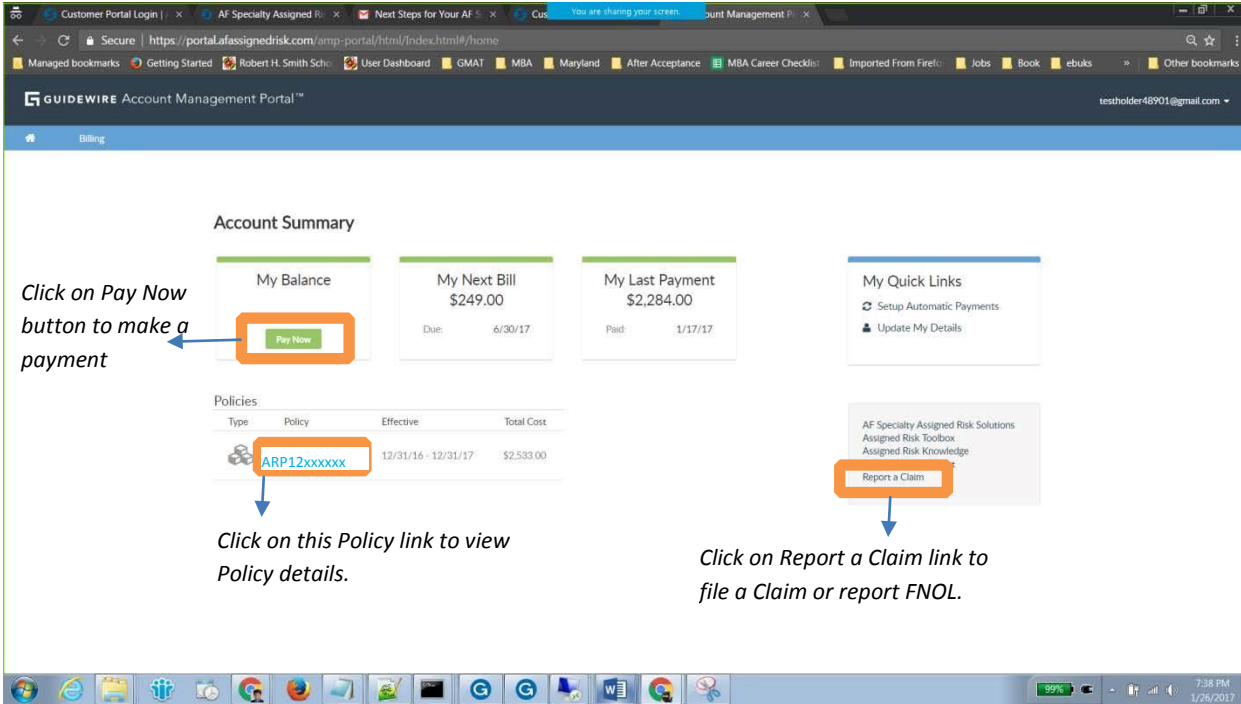 Customer Portal Login | A
AF Specialty Assigned R
Next Steps for Your AF S
Cus
You are sharing your screen.
ount Management P
Secure | https://portal.afassignedrisk.com/amp-portal/html/Index.html#/home
Managed bookmarks Getting Started Robert H. Smith Scho User Dashboard GMAT MBA Maryland After Acceptance MBA Career Checklist Imported From Firefo Jobs Book ebuks » Other bookmarks
GUIDEWIRE Account Management Portal™
testholder48901@gmail.com
Billing
Account Summary
My Balance
Pay Now
My Next Bill
$249.00
Due: 6/30/17
My Last Payment
$2,284.00
Paid: 1/17/17
My Quick Links
Setup Automatic Payments
Update My Details
Click on Pay Now
button to make a
payment
Policies
Type Policy Effective Total Cost
ARP12xxxxxx 12/31/16 - 12/31/17 $2,533.00
AF Specialty Assigned Risk Solutions
Assigned Risk Toolbox
Assigned Risk Knowledge
Report a Claim
Click on this Policy link to view
Policy details.
Click on Report a Claim link to
file a Claim or report FNOL.
99%
7:38 PM
1/26/2017